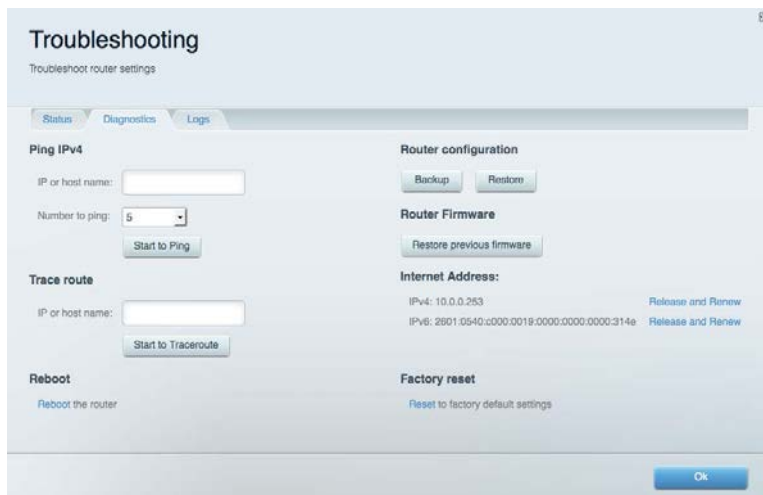 Troubleshooting
Troubleshoot router settings
Status Diagnostics Logs
Ping IPv4
IP or host name:
Number to ping: 5
Start to Ping
Trace route
IP or host name:
Start to Traceroute
Reboot
Reboot the router
Router configuration
Backup Restore
Router Firmware
Restore previous firmware
Internet Address:
IPv4: 10.0.0.253 Release and Renew
IPv6: 2601:0540:c000:0019:0000:0000:0000:314e Release and Renew
Factory reset
Reset to factory default settings
Ok